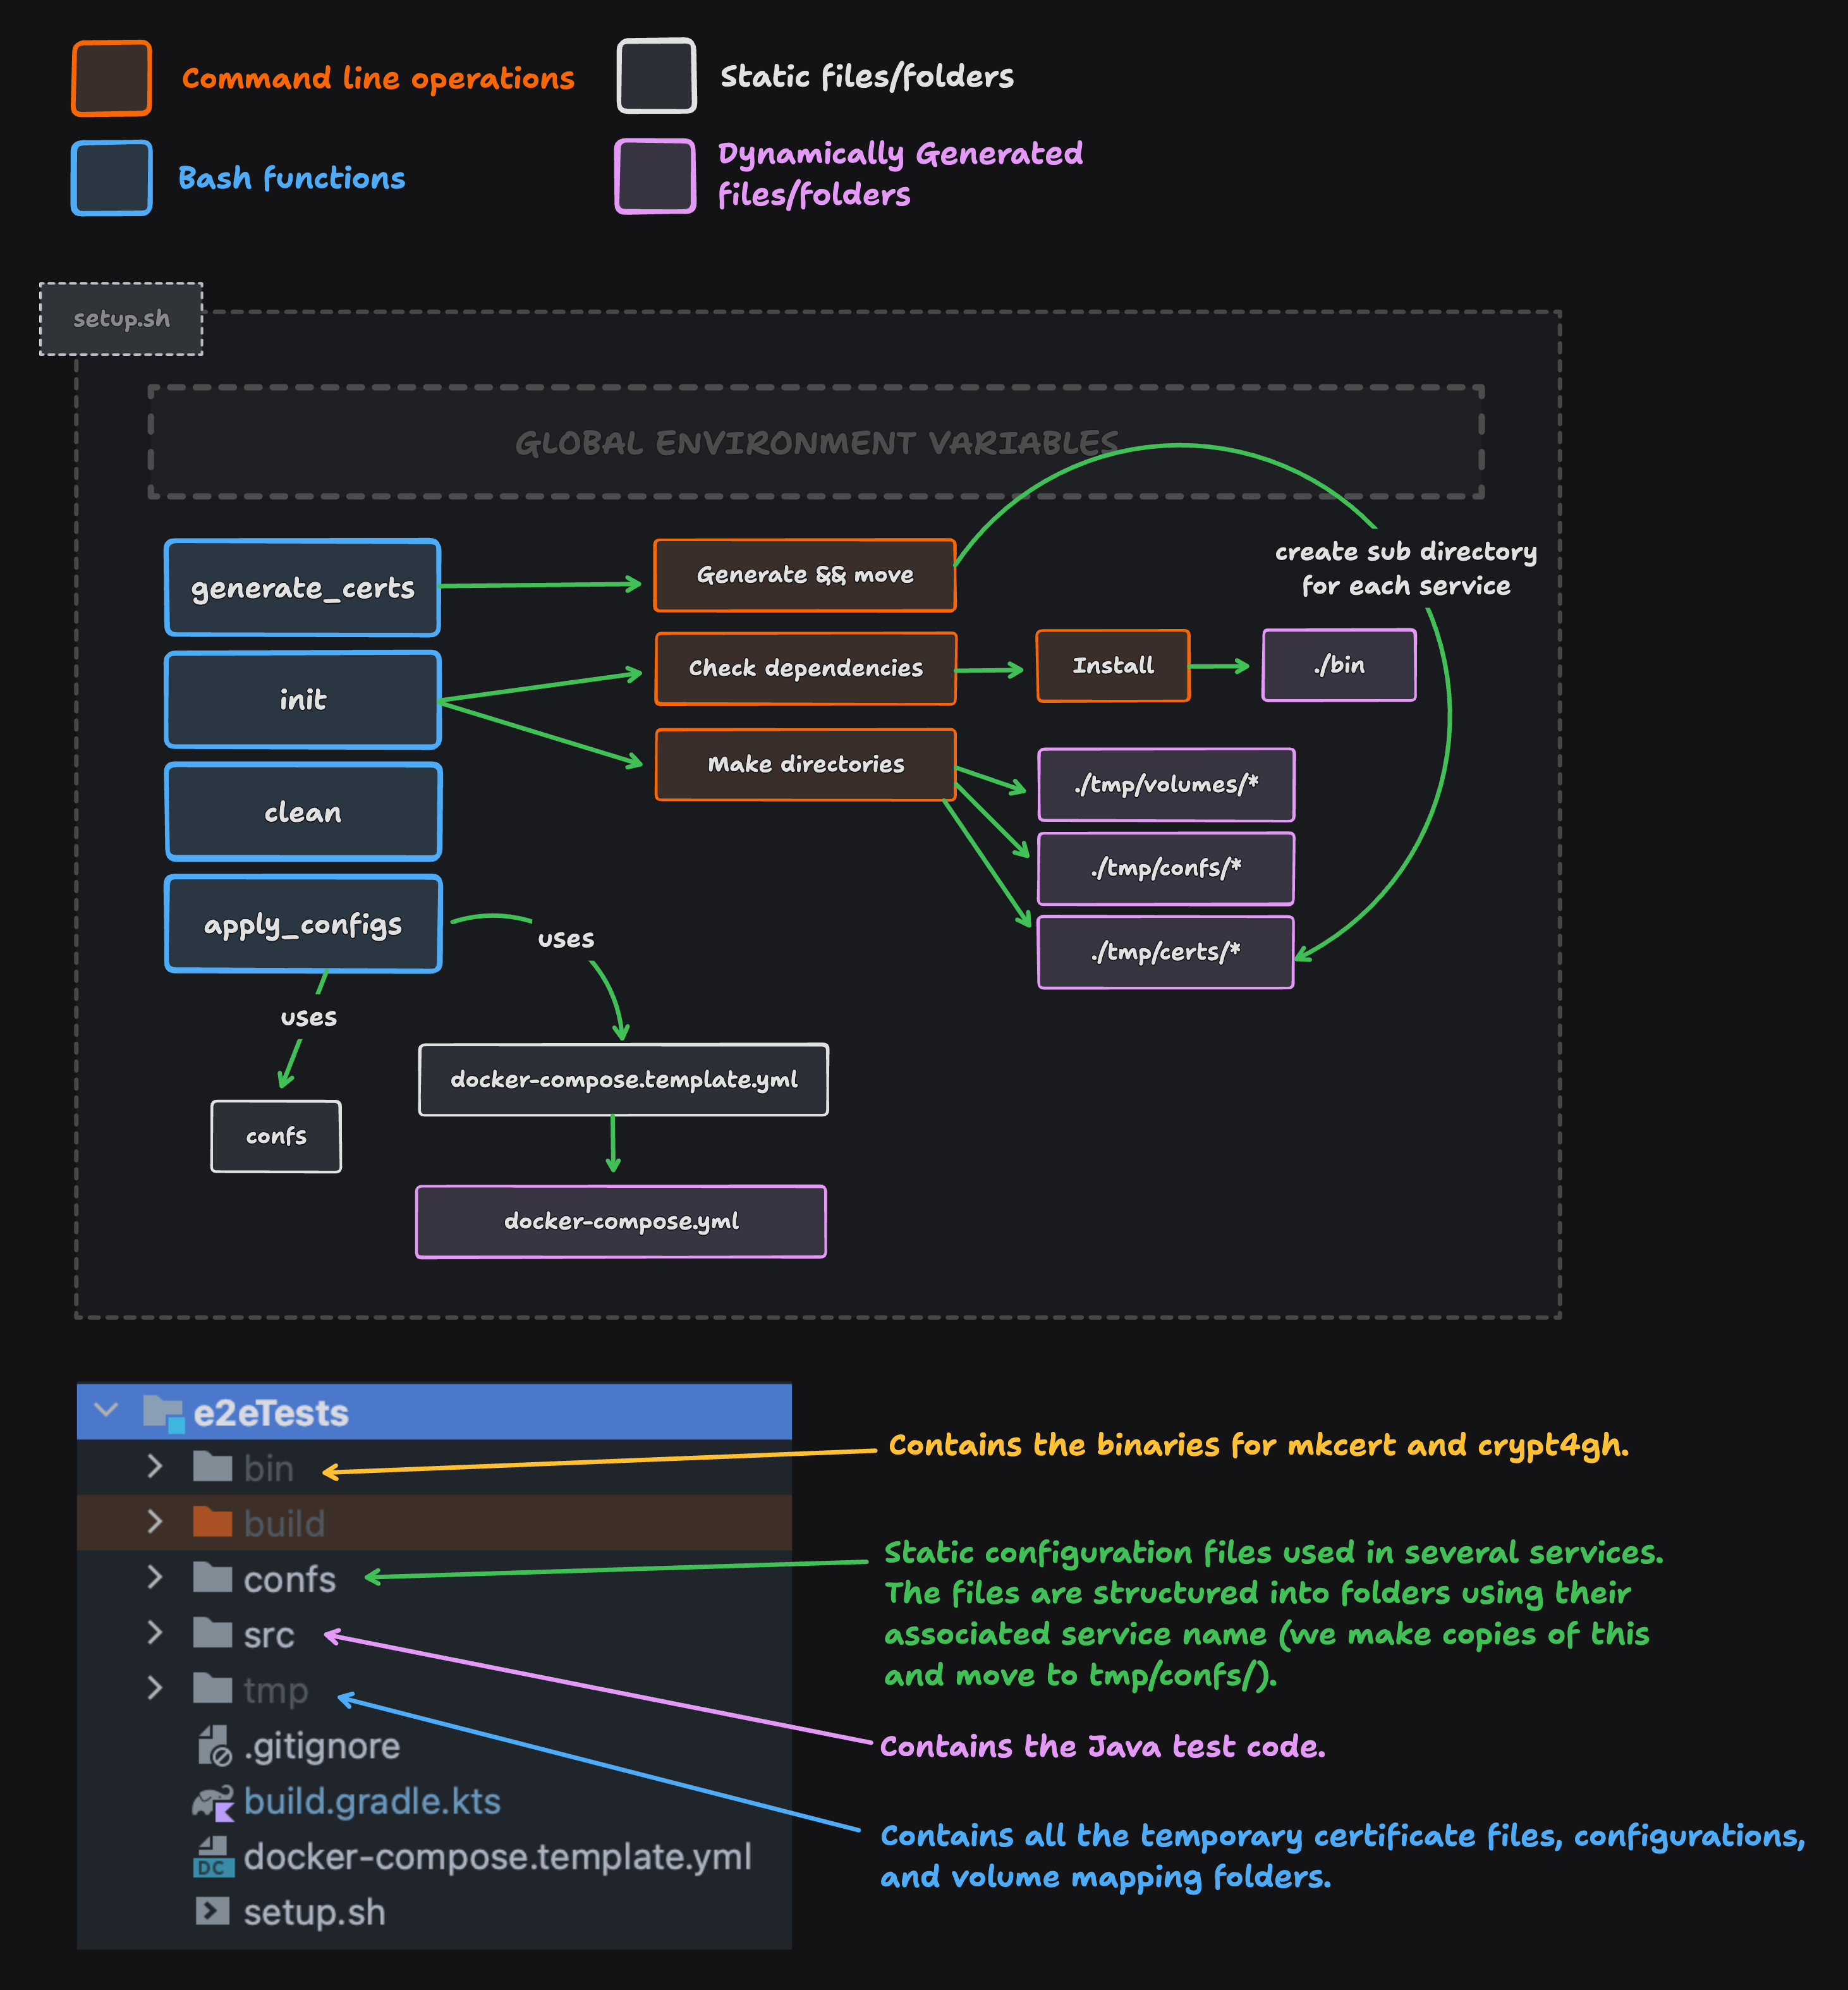 Command line operations
Static files/folders
Bash functions
Dynamically Generated
files/folders
setup.sh
GLOBAL ENVIRONMENT VARIABLES
generate_certs
Generate && move
create sub directory
for each service
init
Check dependencies
Install
./bin
Make directories
./tmp/volumes/*
clean
./tmp/confs/*
apply_configs
uses
./tmp/certs/*
uses
docker-compose.template.yml
confs
docker-compose.yml
e2eTests
bin
Contains the binaries for mkcert and crypt4gh.
build
confs
Static configuration files used in several services.
The files are structured into folders using their
associated service name (we make copies of this
and move to tmp/confs/).
src
Contains the Java test code.
tmp
Contains all the temporary certificate files, configurations,
and volume mapping folders.
.gitignore
build.gradle.kts
DC docker-compose.template.yml
setup.sh